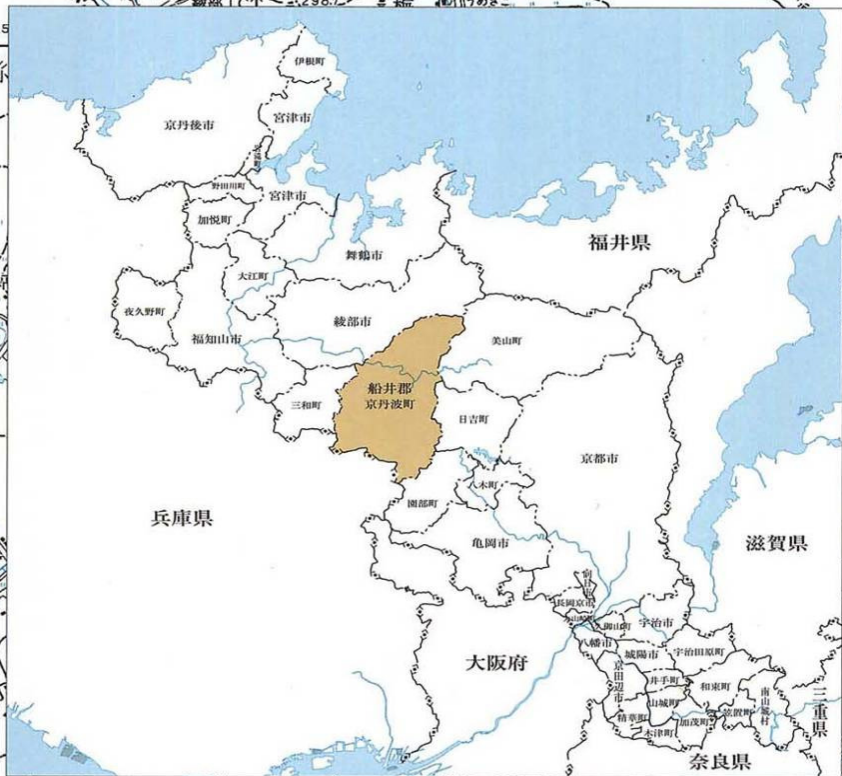 298.7
伊根町
京丹後市
宮津市
岩滝町
野田川町
宮津市
加悦町
舞鶴市
福井県
大江町
夜久野町
福知山市
綾部市
美山町
船井郡
京丹波町
三和町
日吉町
京都市
八木町
園部町
兵庫県
亀岡市
滋賀県
向日市
長岡京市
大山崎町
久御山町
宇治市
八幡市
城陽市
宇治田原町
大阪府
京田辺市
井手町
和束町
山城町
南山城村
三重県
精華町
加茂町
笠置町
木津町
奈良県